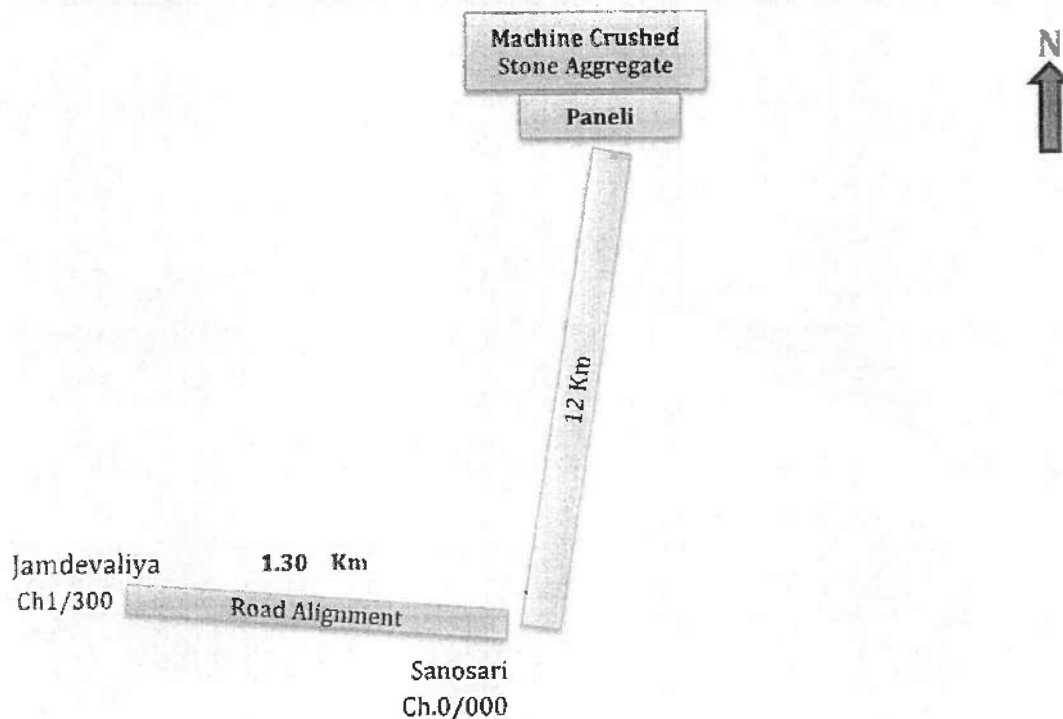 Machine Crushed
Stone Aggregate
N
Paneli
12 Km
Jamdevaliya
1.30 Km
Ch1/300
Road Alignment
Sanosari
Ch.0/000